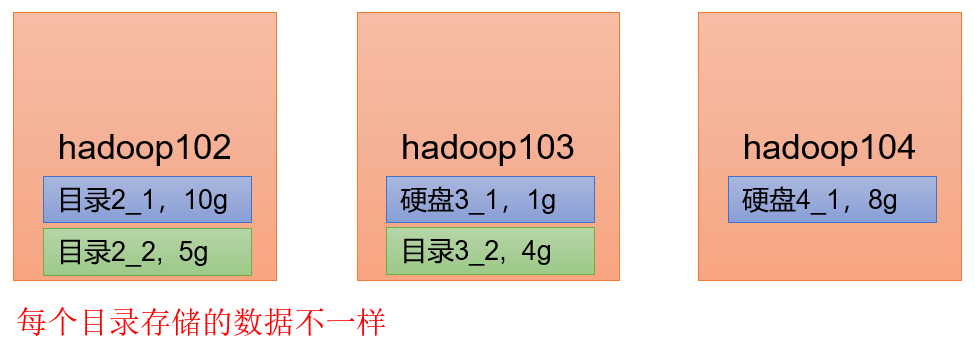 hadoop102
目录2_1，10g
目录2_2，5g
hadoop103
硬盘3_1，1g
目录3_2，4g
hadoop104
硬盘4_1，8g
每个目录存储的数据不一样